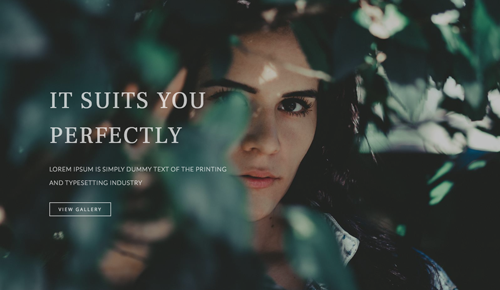 IT SUITS YOU
PERFECTLY
LOREM IPSUM IS SIMPLY DUMMY TEXT OF THE PRINTING
AND TYPESETTING INDUSTRY
VIEW GALLERY